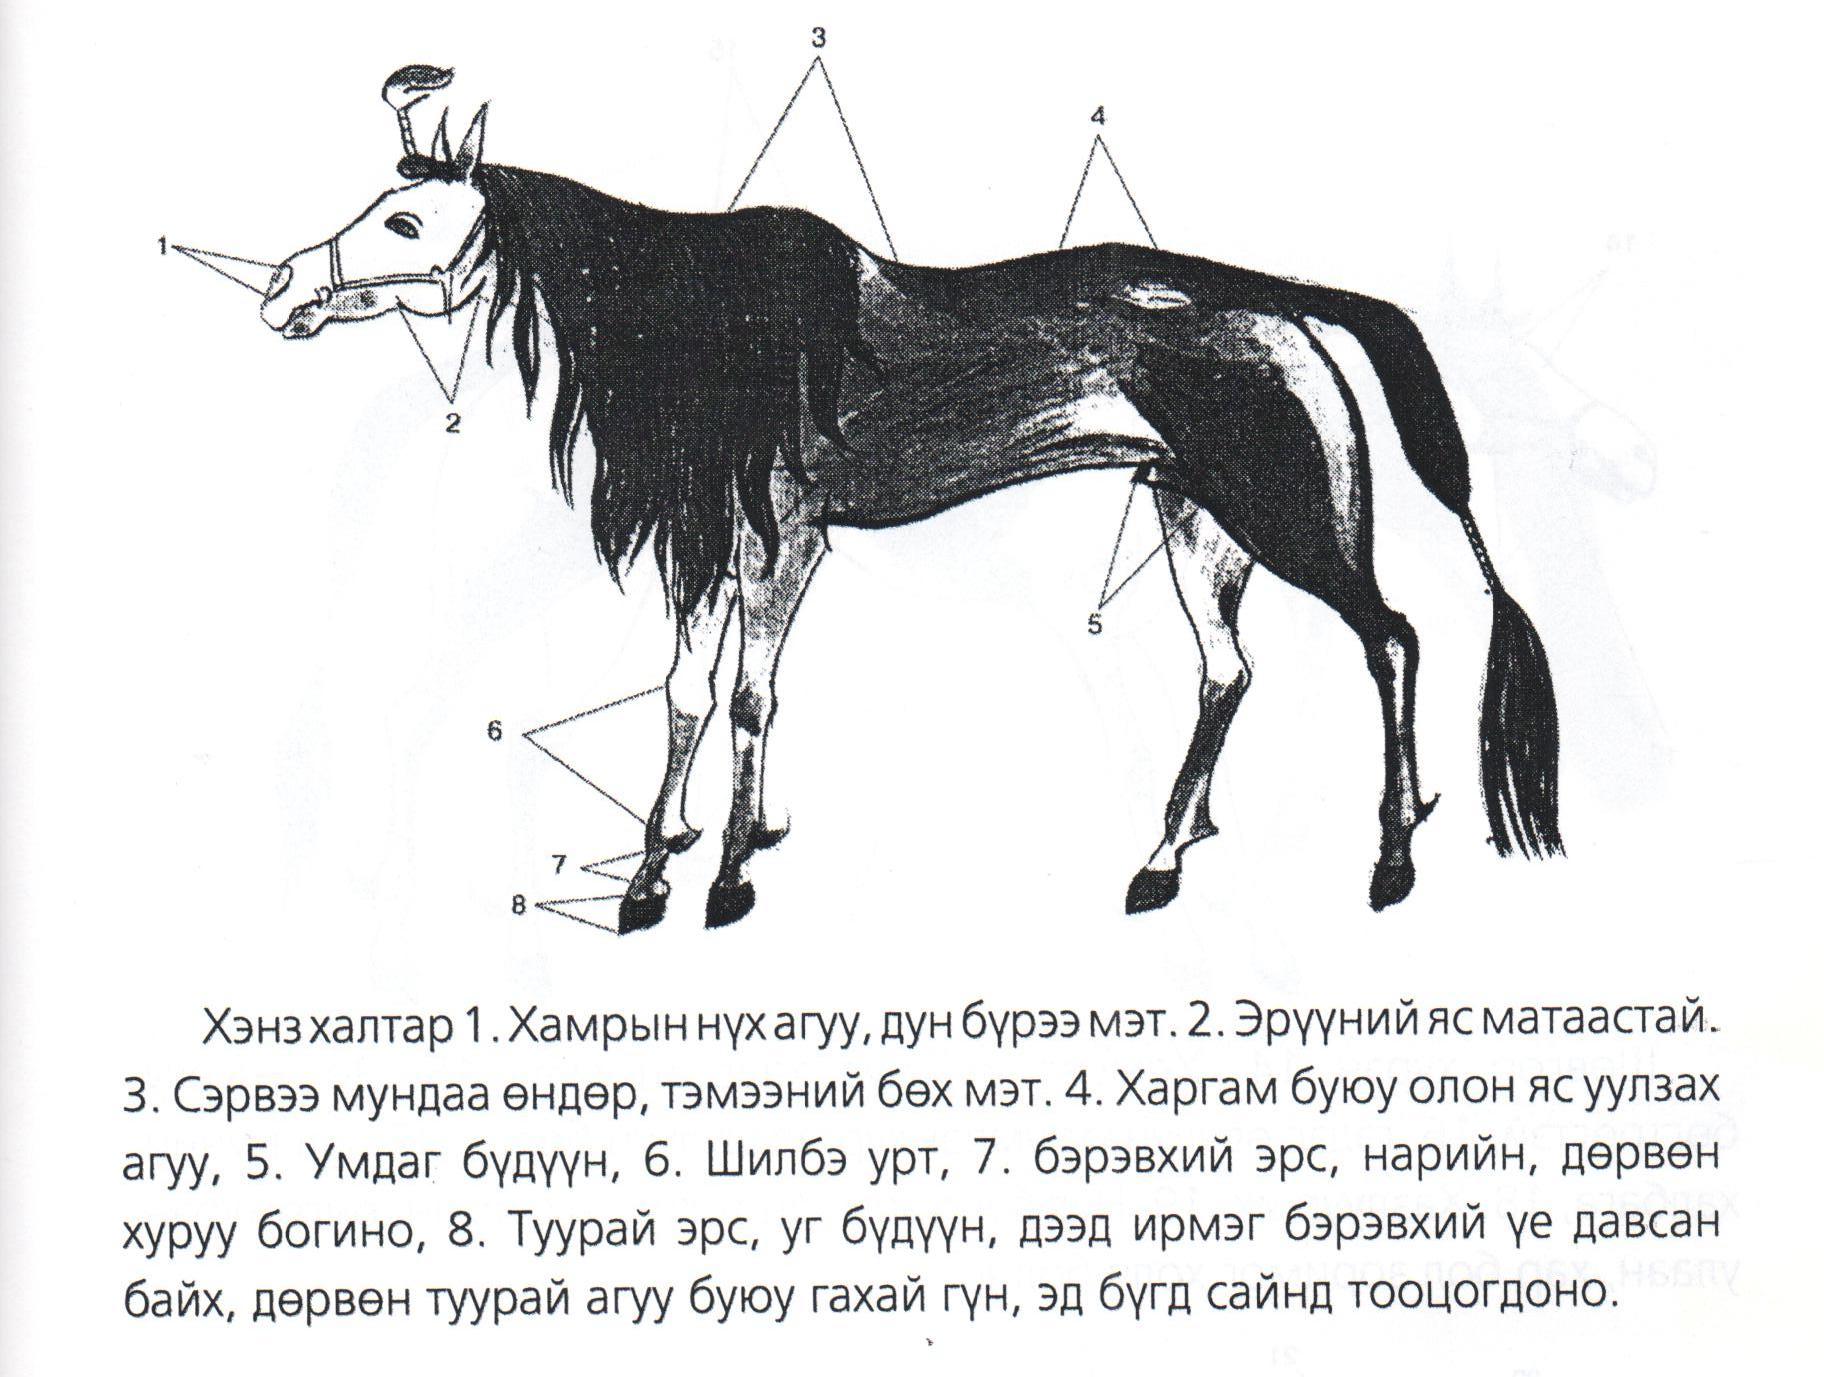 3
4
1
2
5
6
7
8
Хэнз халтар 1. Хамрын нүх агуу, дун бүрээ мэт. 2. Эрүүний яс матаастай.
3. Сэрвээ мундаа өндөр, тэмээний бөх мэт. 4. Харгам буюу олон яс уулзах
агуу, 5. Умдаг бүдүүн, 6. Шилбэ урт, 7. бэрэвхий эрс, нарийн, дөрвөн
хуруу богино, 8. Туурай эрс, уг бүдүүн, дээд ирмэг бэрэвхий үе давсан
байх, дөрвөн туурай агуу буюу гахай гүн, эд бүгд сайнд тооцогдоно.